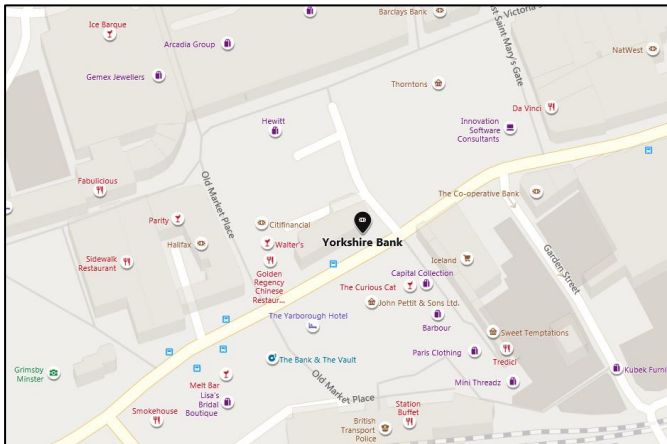 Ice Barque
Arcadia Group
Gemex Jewellers
Barclays Bank
Victoria S
st Saint Mary's Gate
NatWest
Thorntons
Da Vinci
Innovation
Software
Consultants
Hewitt
Fabulicious
Old Market Place
Parity
Halifax
Citifinancial
Walter's
Golden
Regency
Chinese
Restaur...
Yorkshire Bank
The Co-operative Bank
Garden Street
Sidewalk
Restaurant
Iceland
Capital Collection
The Curious Cat
John Pettit & Sons Ltd.
Barbour
The Yarborough Hotel
Sweet Temptations
Tredici
Paris Clothing
The Bank & The Vault
Grimsby
Minster
Melt Bar
Lisa's
Bridal
Boutique
Old Market Place
Mini Threadz
Kubek Furni
Smokehouse
Station
Buffet
British
Transport
Police